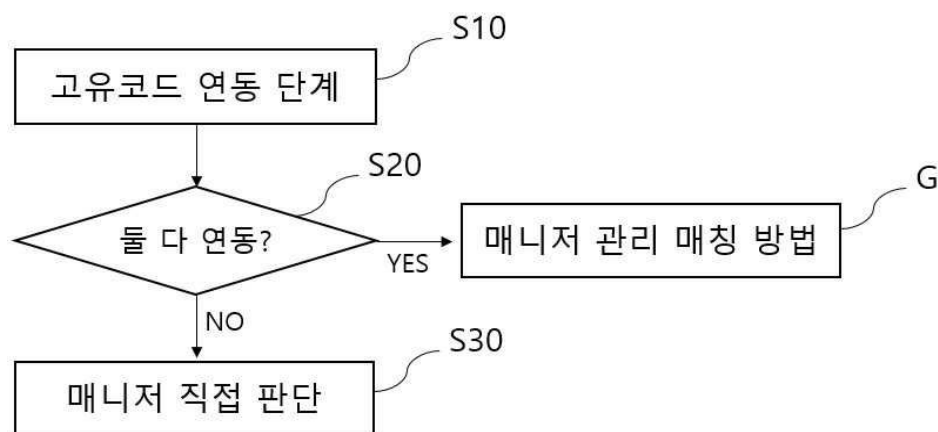 S10
고유코드 연동 단계
S20
둘 다 연동?
YES
G
매니저 관리 매칭 방법
NO
S30
매니저 직접 판단